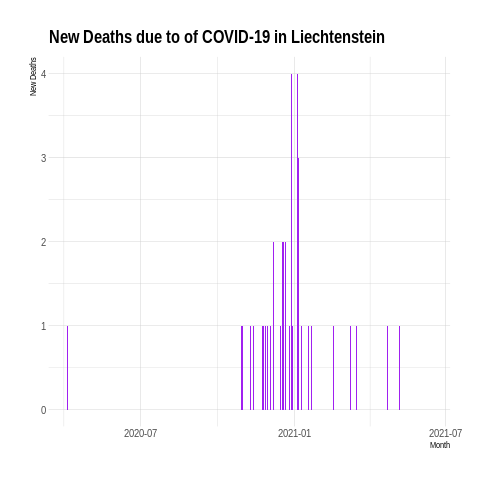 New Deaths due to of COVID-19 in Liechtenstein
New Deaths
4
3
2
1
0
2020-07
2021-01
2021-07
Month